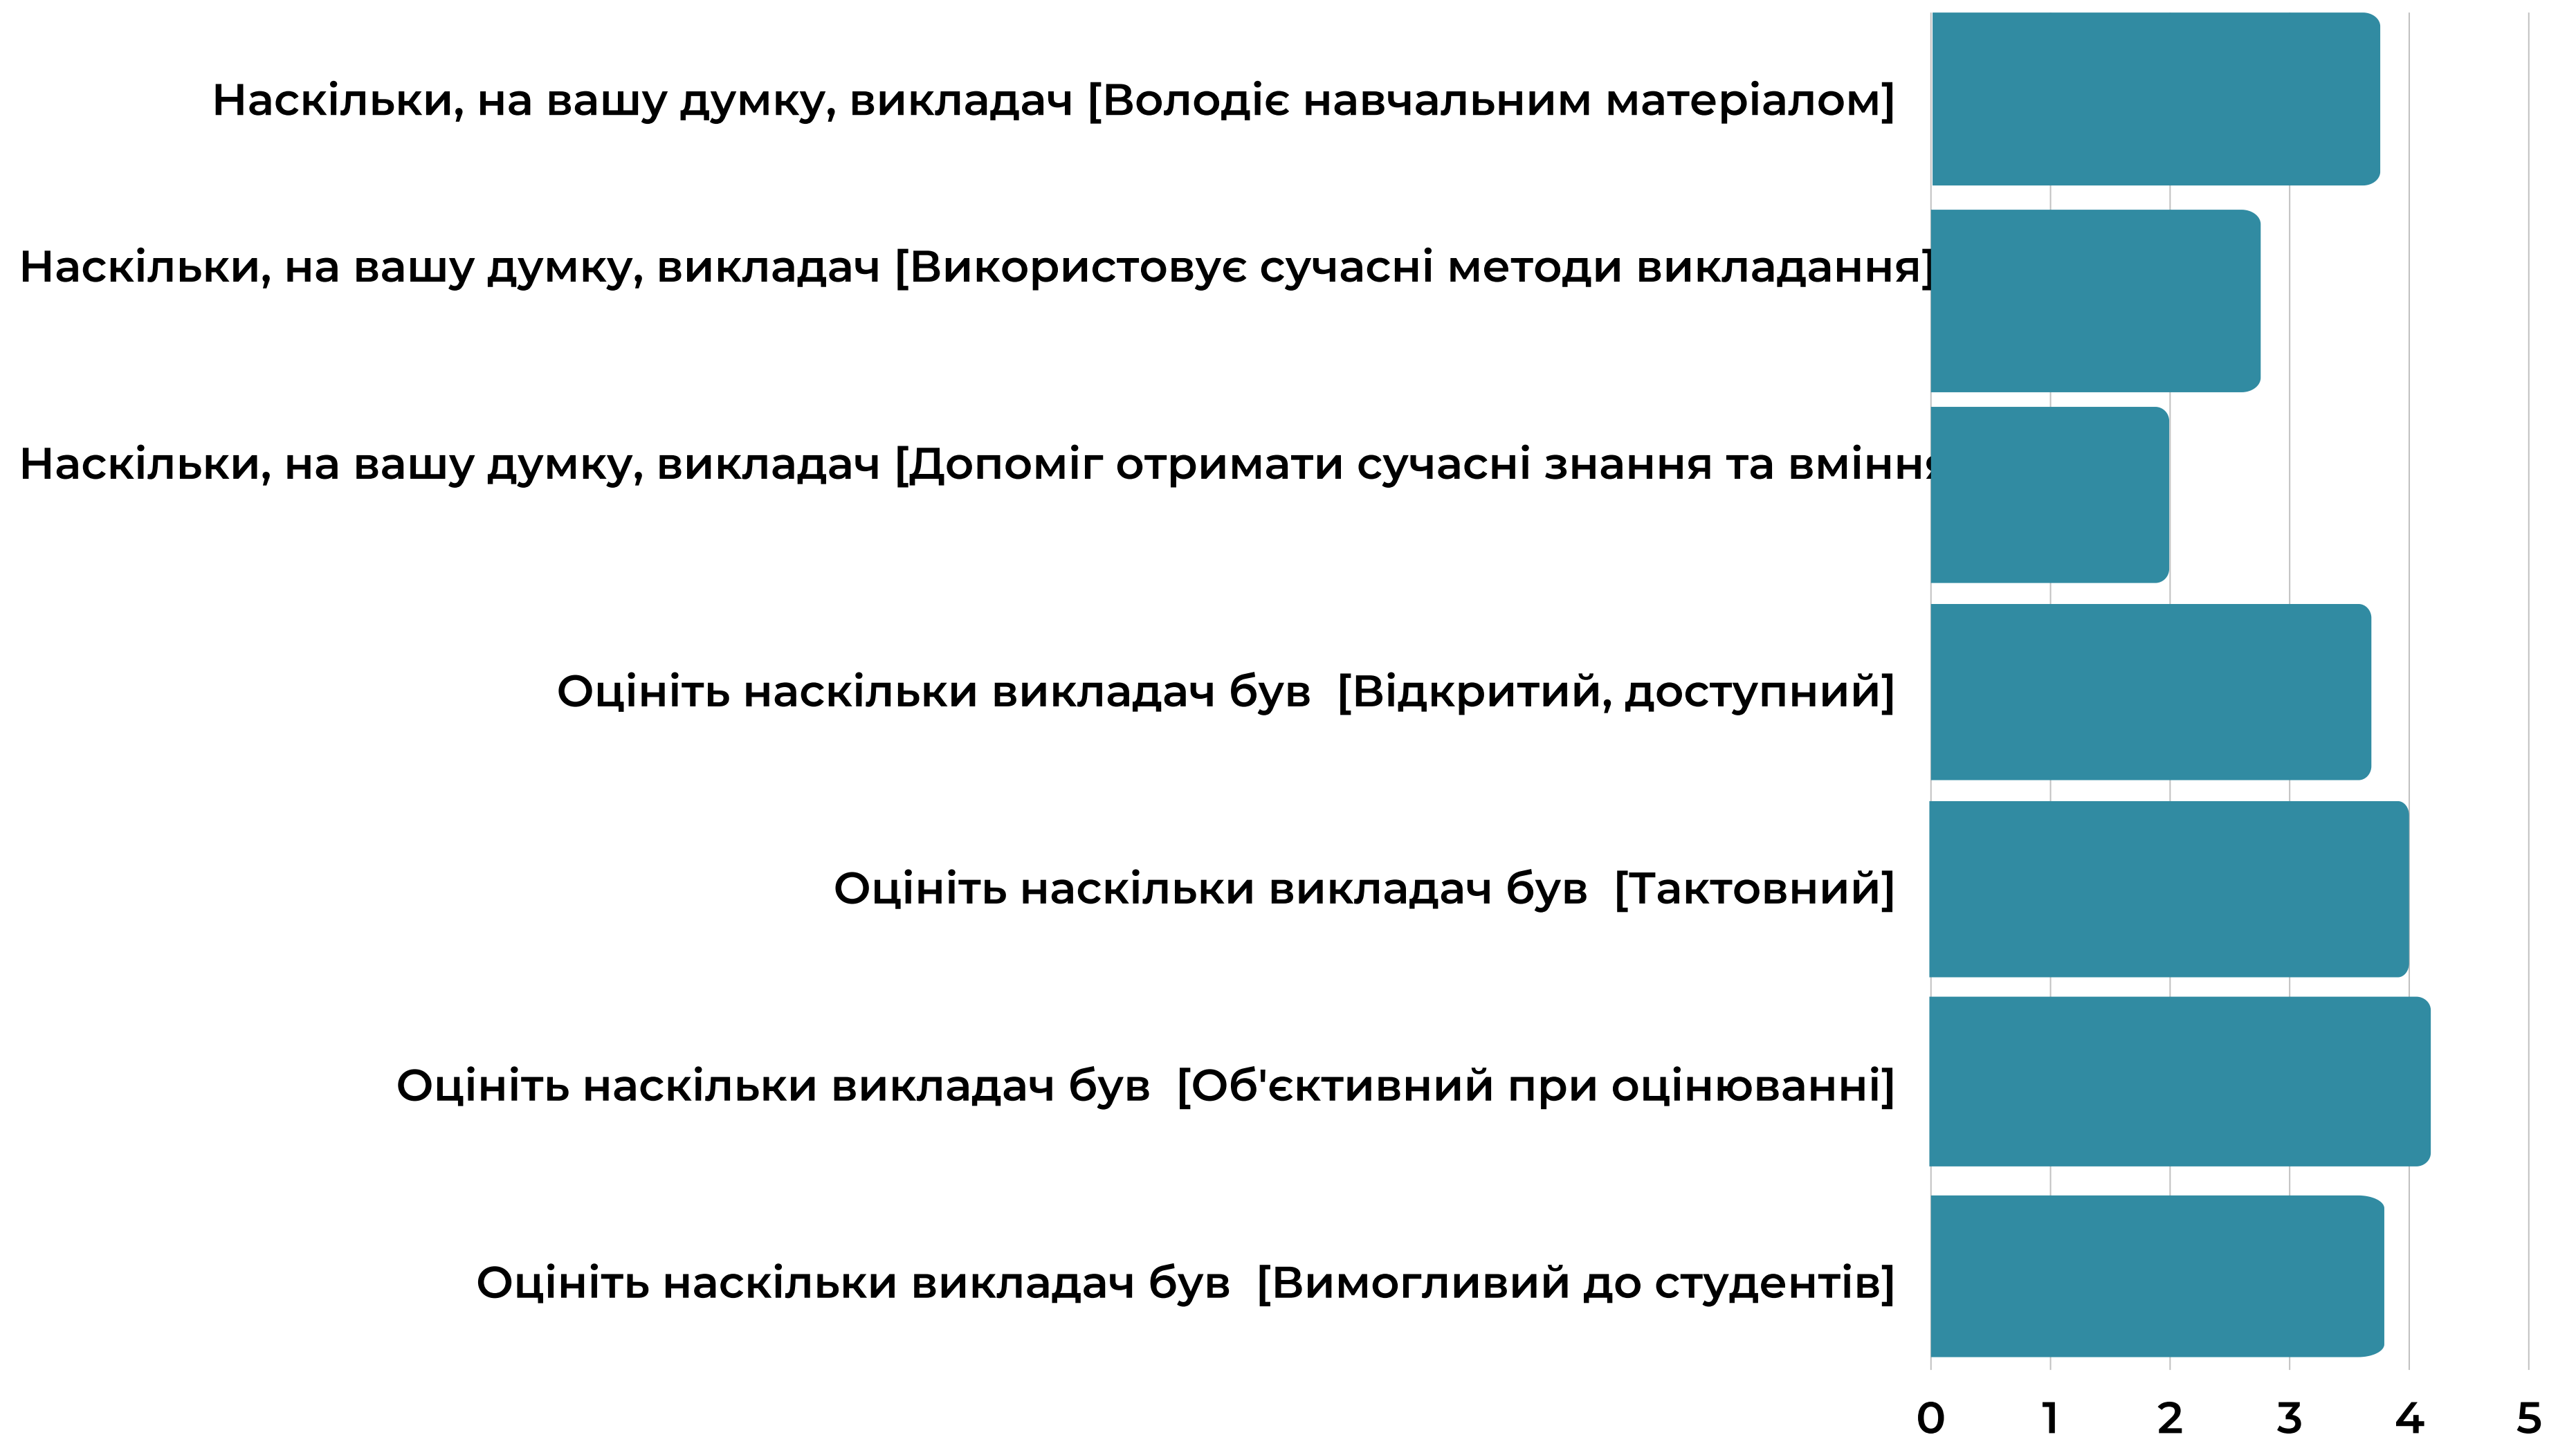 Наскільки, на вашу думку, викладач [Володіє навчальним матеріалом]
Наскільки, на вашу думку, викладач [Використовує сучасні методи викладання]
Наскільки, на вашу думку, викладач [Допоміг отримати сучасні знання та вміння
Оцініть наскільки викладач був [Відкритий, доступний]
Оцініть наскільки викладач був [Тактовний]
Оцініть наскільки викладач був [Об'єктивний при оцінюванні]
Оцініть наскільки викладач був [Вимогливий до студентів]
0 1 2 3 4 5